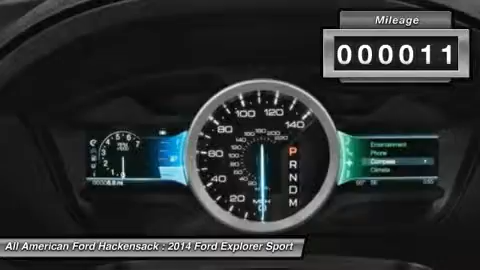 Mileage
000011
Entertainment
Phone
Compass
Climate
P
R
N
D
M
20
40
60
80
100
120
140
MPH
All American Ford Hackensack : 2014 Ford Explorer Sport